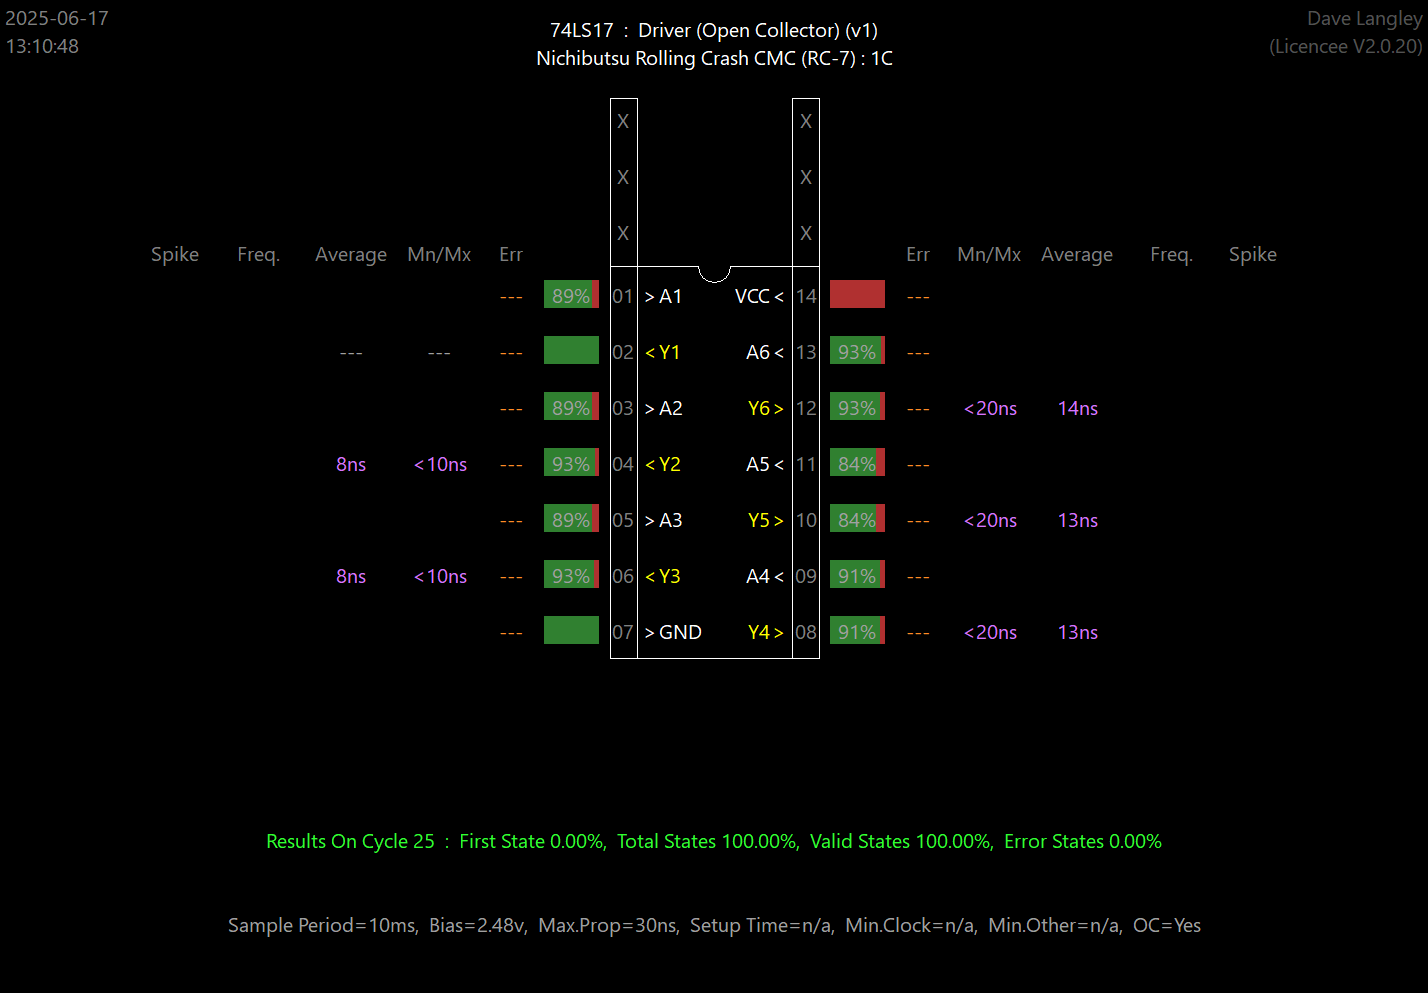 2025-06-17
13:10:48
74LS17 : Driver (Open Collector) (v1)
Nichibutsu Rolling Crash CMC (RC-7) : 1C
Dave Langley
(Licencee V2.0.20)
X X
X X
X X
Spike Freq. Average Mn/Mx Err Err Mn/Mx Average Freq. Spike
--- 89% 01 >A1 VCC< 14 ---
--- --- --- 02 <Y1 A6< 13 93% ---
--- 89% 03 >A2 Y6> 12 93% --- <20ns 14ns
8ns <10ns --- 93% 04 <Y2 A5< 11 84% ---
--- 89% 05 >A3 Y5> 10 84% --- <20ns 13ns
8ns <10ns --- 93% 06 <Y3 A4< 09 91% ---
--- 07 >GND Y4> 08 91% --- <20ns 13ns
Results On Cycle 25 : First State 0.00%, Total States 100.00%, Valid States 100.00%, Error States 0.00%
Sample Period=10ms, Bias=2.48v, Max.Prop=30ns, Setup Time=n/a, Min.Clock=n/a, Min.Other=n/a, OC=Yes